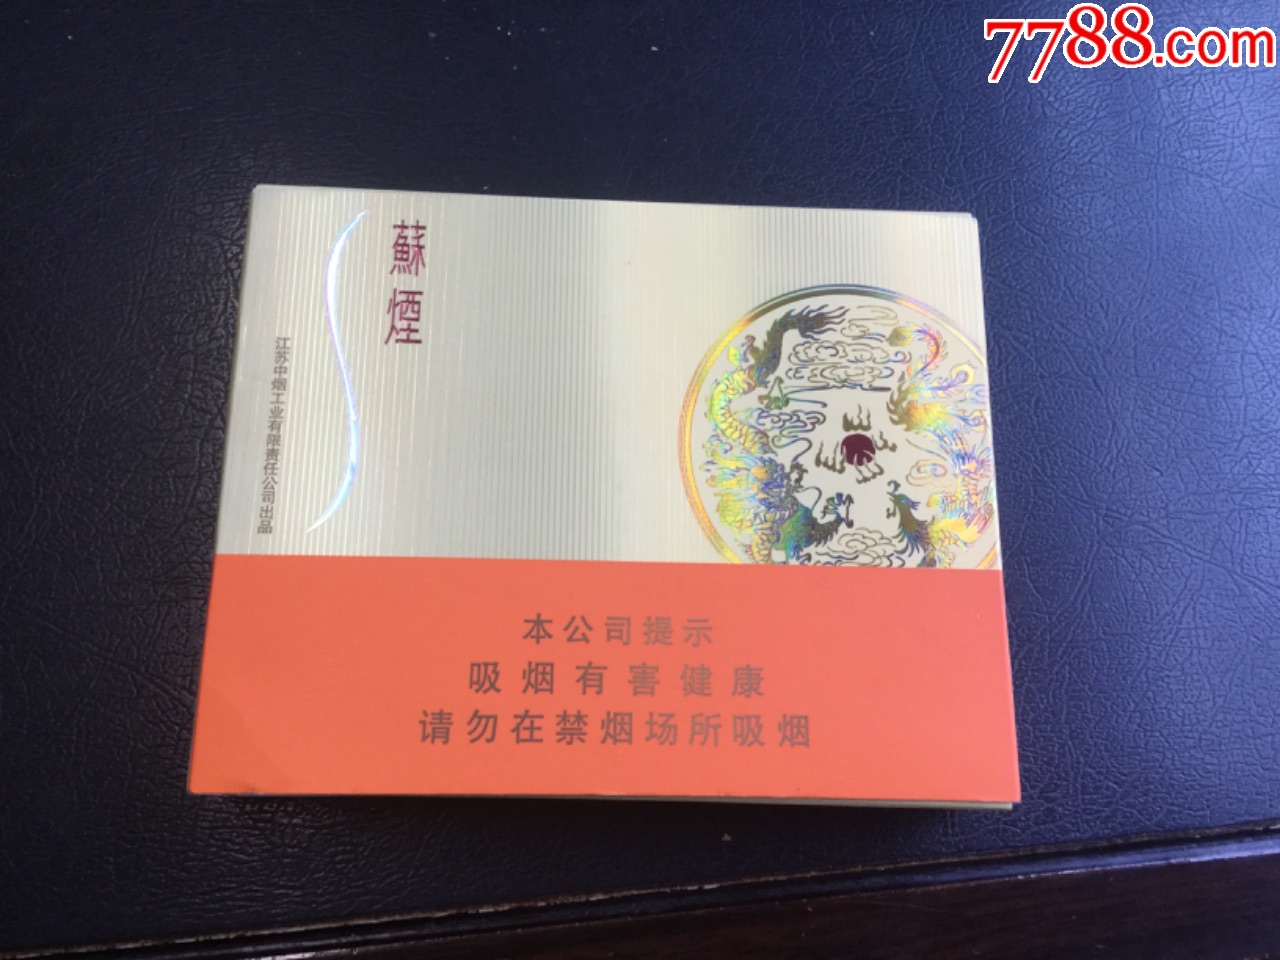 7788.com
蘇煙
江苏中烟工业有限责任公司出品
本公司提示
吸烟有害健康
请勿在禁烟场所吸烟